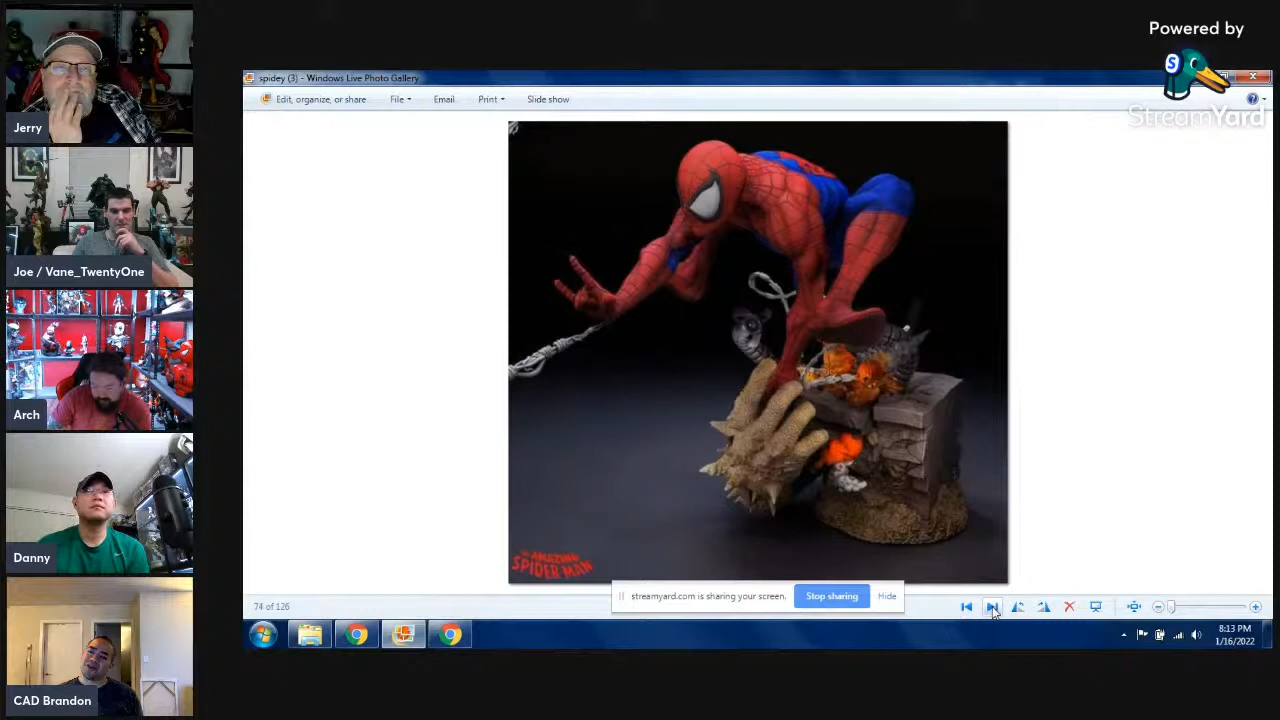 Powered by
StreamYard
Jerry
Joe / Vane_TwentyOne
Arch
Danny
CAD Brandon
spidey (3) - Windows Live Photo Gallery
Edit, organize, or share
File
Email
Print
Slide show
THE AMAZING
SPIDER-MAN
streamyard.com is sharing your screen.
Stop sharing
Hide
74 of 126
8:13 PM
1/16/2022